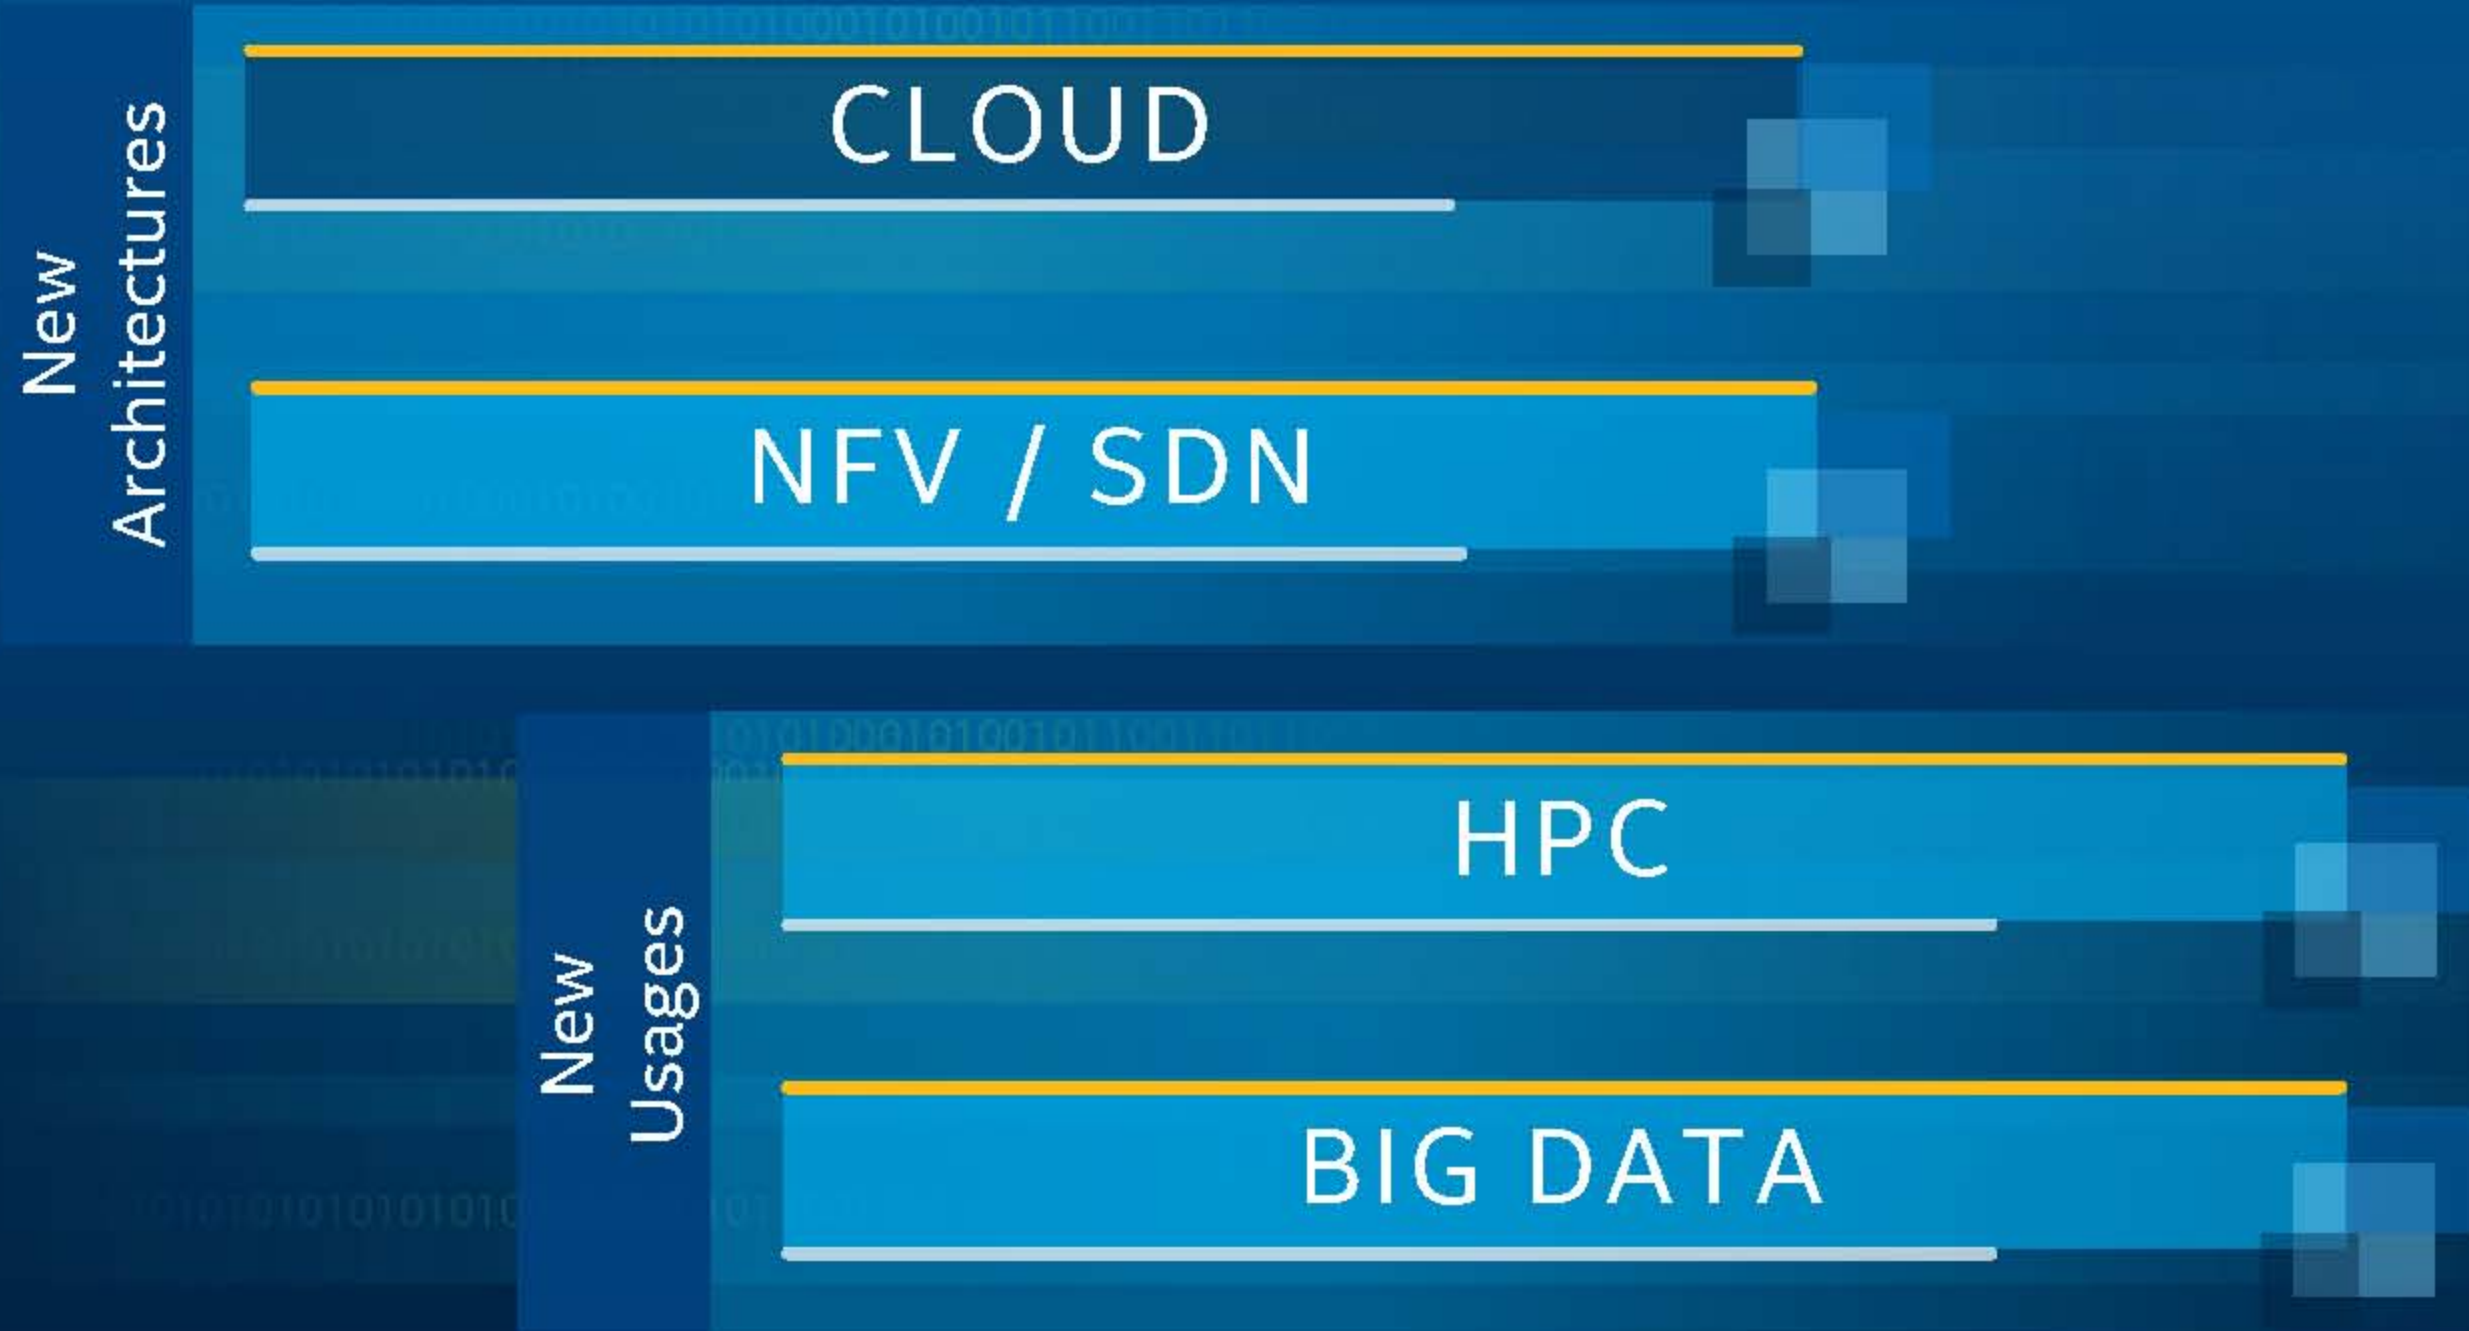 New
Architectures
CLOUD
NFV / SDN
New
Usages
HPC
BIG DATA